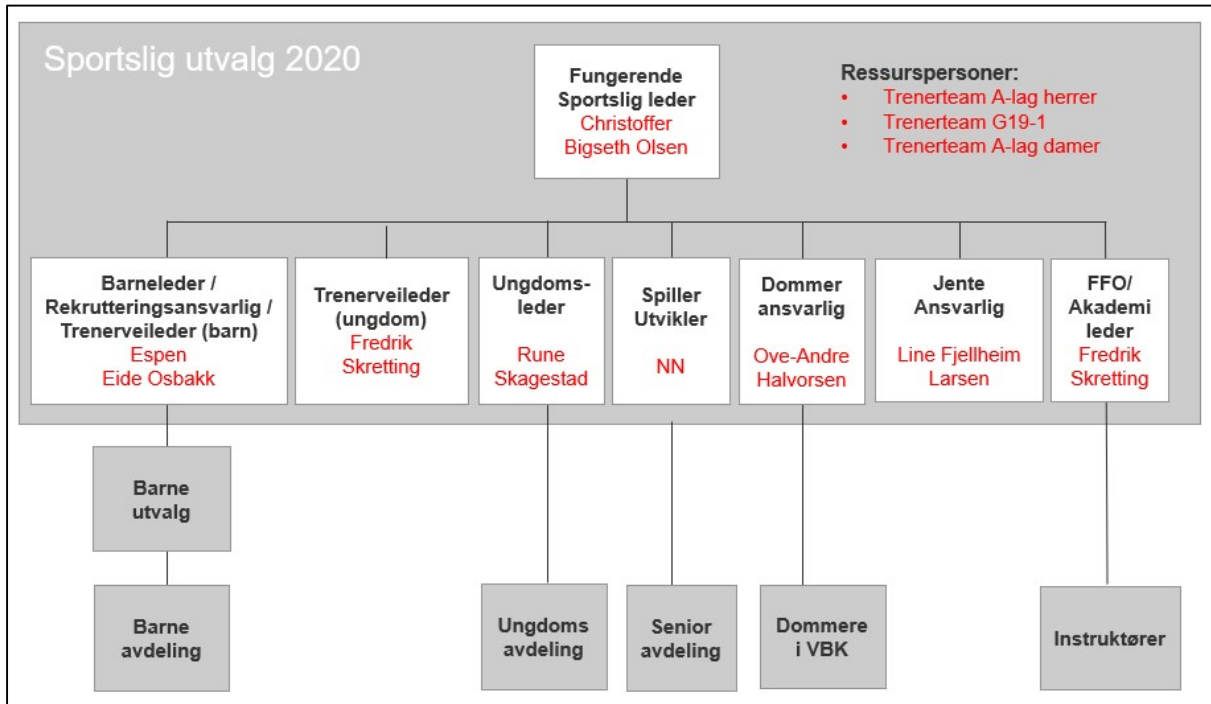 Sportslig utvalg 2020
Fungerende
Sportslig leder
Christoffer
Bigseth Olsen
Ressurspersoner:
• Trenerteam A-lag herrer
• Trenerteam G19-1
• Trenerteam A-lag damer
Barneleder /
Rekrutteringsansvarlig /
Trenerveileder (barn)
Espen
Eide Osbakk
Trenerveileder
(ungdom)
Fredrik
Skretting
Ungdoms-
leder
Rune
Skagestad
Spiller
Utvikler
NN
Dommer
ansvarlig
Ove-Andre
Halvorsen
Jente
Ansvarlig
Line Fjellheim
Larsen
FFO/
Akademi
leder
Fredrik
Skretting
Barne
utvalg
Barne
avdeling
Ungdoms
avdeling
Senior
avdeling
Dommere
i VBK
Instruktører